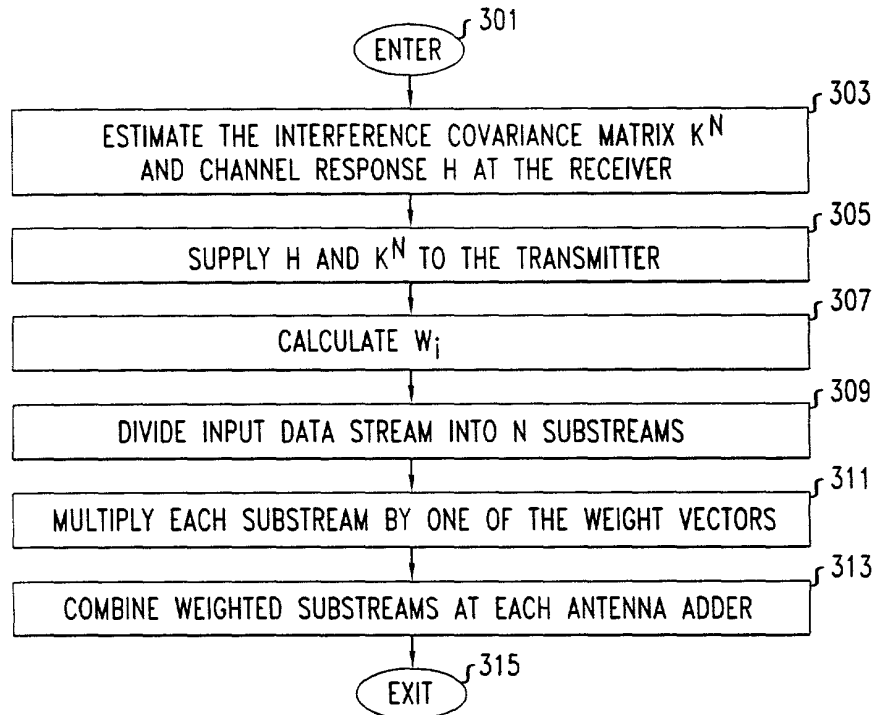 301
ENTER
303
ESTIMATE THE INTERFERENCE COVARIANCE MATRIX K^N
AND CHANNEL RESPONSE H AT THE RECEIVER
305
SUPPLY H AND K^N TO THE TRANSMITTER
307
CALCULATE W_i
309
DIVIDE INPUT DATA STREAM INTO N SUBSTREAMS
311
MULTIPLY EACH SUBSTREAM BY ONE OF THE WEIGHT VECTORS
313
COMBINE WEIGHTED SUBSTREAMS AT EACH ANTENNA ADDER
315
EXIT